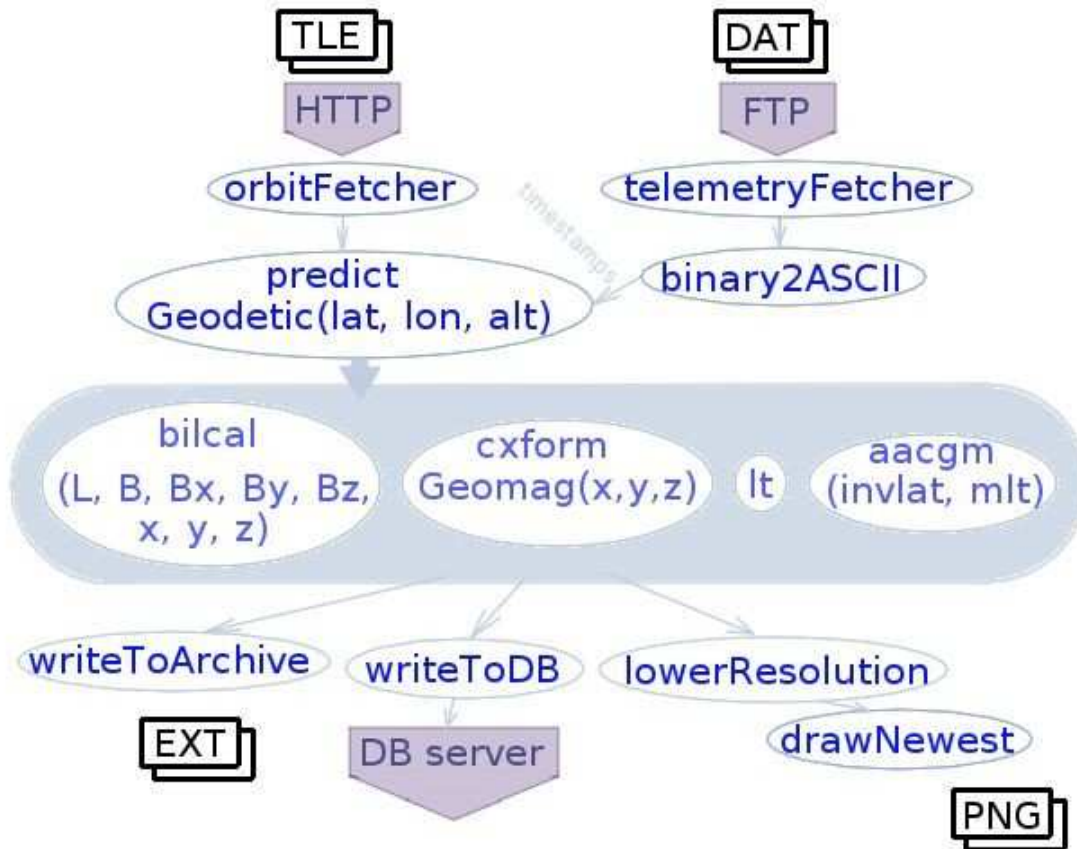 TLE
DAT
HTTP
FTP
orbitFetcher
telemetryFetcher
timestamps
predict
Geodetic(lat, lon, alt)
binary2ASCII
bilcal
(L, B, Bx, By, Bz,
x, y, z)
cxform
Geomag(x,y,z)
lt
aacgm
(invlat, mlt)
writeToArchive
writeToDB
lowerResolution
EXT
DB server
drawNewest
PNG